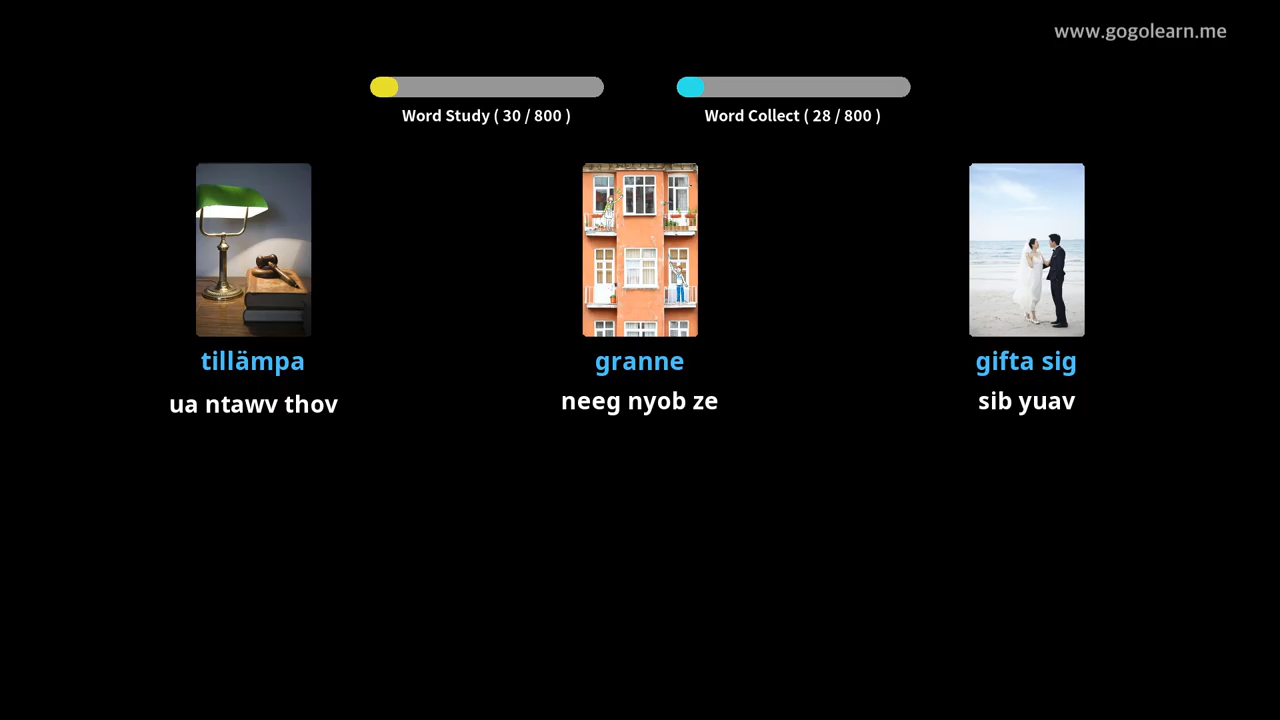 www.gogolearn.me
Word Study ( 30 / 800 )
Word Collect ( 28 / 800 )
tillämpa
granne
gifta sig
ua ntawv thov
neeg nyob ze
sib yuav